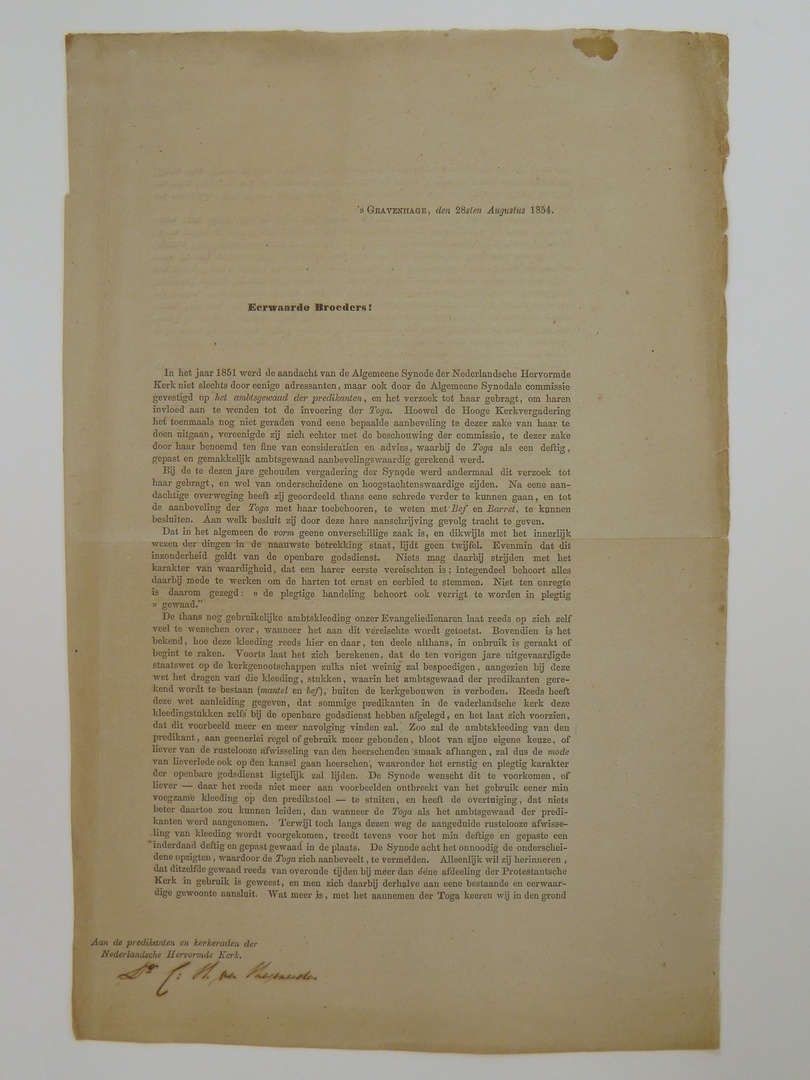 's Gravenhage, den 28sten Augustus 1854.
Eerwaarde Broeders!
In het jaar 1851 werd de aandacht van de Algemeene Synode der Nederlandsche Hervormde
Kerk niet slechts door eenige adressanten, maar ook door de Algemeene Synodale commissie
gevestigd op het ambtsgewaad der predikanten, en het verzoek tot haar gebragt, om haren
invloed aan te wenden tot de invoering der Toga. Hoewel de Hooge Kerkvergadering
het toenmaals nog niet geraden vond eene bepaalde aanbeveling te dezer zake van haar te
doen uitgaan, vereenigde zij zich echter met de beschouwing der commissie, te dezer zake
door haar benoemd ten fine van consideratien en advies, waarbij de Toga als een deftig,
gepast en gemakkelijk ambtsgewaad aanbevelingswaardig gerekend werd.
Bij de te dezen jare gehouden vergadering der Synode werd andermaal dit verzoek tot
haar gebragt, en wel van onderscheidene en hoogstachtenswaardige zijden. Na eene aan-
dachtige overweging heeft zij geoordeeld thans eene schrede verder te kunnen gaan, en tot
de aanbeveling der Toga met haar toebehooren, te weten met Bef en Barret, te kunnen
besluiten. Aan welk besluit zij door deze hare aanschrijving gevolg tracht te geven.
Dat in het algemeen de vorm geene onverschillige zaak is, en dikwijls met het innerlijk
wezen der dingen in de naauwste betrekking staat, lijdt geen twijfel. Evenmin dat dit
inzonderheid geldt van de openbare godsdienst. Niets mag daarbij strijden met het
karakter van waardigheid, dat een harer eerste vereischten is; integendeel behoort alles
daarbij mede te werken om de harten tot ernst en eerbied te stemmen. Niet ten onregte
is daarom gezegd: » de plegtige handeling behoort ook verrigt te worden in plegtig
» gewaad."
De thans nog gebruikelijke ambtskleeding onzer Evangeliedienaren laat reeds op zich zelf
veel te wenschen over, wanneer het aan dit vereischte wordt getoetst. Bovendien is het
bekend, hoe deze kleeding reeds hier en daar, ten deele althans, in onbruik is geraakt of
begint te raken. Voorts laat het zich berekenen, dat de ten vorigen jare uitgevaardigde
staatswet op de kerkgenootschappen zulks niet weinig zal bespoedigen, aangezien bij deze
wet het dragen van die kleeding, stukken, waarin het ambtsgewaad der predikanten gere-
kend wordt te bestaan (mantel en bef), buiten de kerkgebouwen is verboden. Reeds heeft
deze wet aanleiding gegeven, dat sommige predikanten in de vaderlandsche kerk deze
kleedingstukken zelfs bij de openbare godsdienst hebben afgelegd, en het laat zich voorzien,
dat dit voorbeeld meer en meer navolging vinden zal. Zoo zal de ambtskleeding van den
predikant, aan geenerlei regel of gebruik meer gebonden, bloot van zijne eigene keuze, of
liever van de rustelooze afwisseling van den heerschenden smaak afhangen, zal dus de mode
van lieverlede ook op den kansel gaan heerschen, waaronder het ernstig en plegtig karakter
der openbare godsdienst ligtelijk zal lijden. De Synode wenscht dit te voorkomen, of
liever — daar het reeds niet meer aan voorbeelden ontbreekt van het gebruik eener min
voegzame kleeding op den predikstoel — te stuiten, en heeft de overtuiging, dat niets
beter daartoe zou kunnen leiden, dan wanneer de Toga als het ambtsgewaad der predi-
kanten werd aangenomen. Terwijl toch langs dezen weg de aangeduide rustelooze afwisse-
ling van kleeding wordt voorgekomen, treedt tevens voor het min deftige en gepaste een
inderdaad deftig en gepast gewaad in de plaats. De Synode acht het onnoodig de onderschei-
dene opzigten, waardoor de Toga zich aanbeveelt, te vermelden. Alleenlijk wil zij herinneren,
dat ditzelfde gewaad reeds van overoude tijden bij meer dan ééne afdeeling der Protestantsche
Kerk in gebruik is geweest, en men zich daarbij derhalve aan eene bestaande en eerwaar-
dige gewoonte aansluit. Wat meer is, met het aannemen der Toga keeren wij in den grond
Aan de predikanten en kerkeraden der
Nederlandsche Hervormde Kerk.
Dr C: H. van